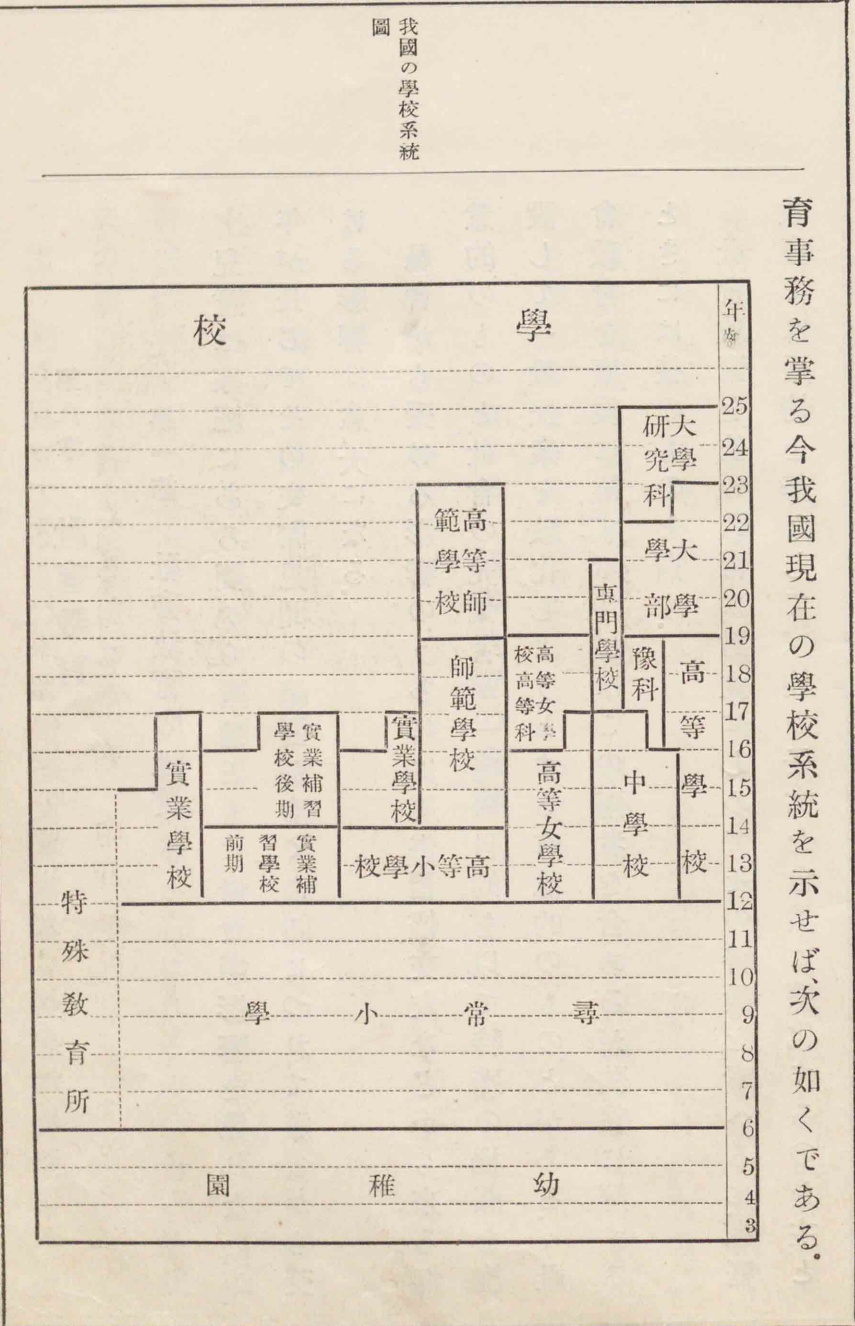 育事務を掌る今我國現在の學校系統を示せば、次の如くである。
我國の學校系統
圖
年
學校
25
24
23
22
21
20
19
18
17
16
15
14
13
12
11
10
9
8
7
6
5
4
3
大學
研究
科
大學
學部
高等學校
豫科
專門學校
中學校
高等女學
校高等科
高等女學校
高等師
範學校
師範學校
實業學校
高等小學校
實業補習
學校後期
實業補
習學校
前期
實業學校
尋常小學
特殊教育所
幼稚園